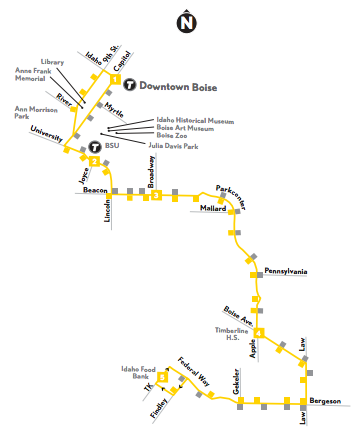 N
Idaho
9th St.
Capitol
1
T Downtown Boise
Library
Anne Frank
Memorial
River
Myrtle
Ann Morrison
Park
Idaho Historical Museum
Boise Art Museum
Boise Zoo
Julia Davis Park
University
T BSU
2
Joyce
Beacon
Lincoln
Broadway
3
Parkcenter
Mallard
Pennsylvania
Boise Ave.
Timberline
H.S.
4
Apple
Law
Idaho Food
Bank
5
TK
Federal Way
Findley
Gekeler
Bergeson
Law